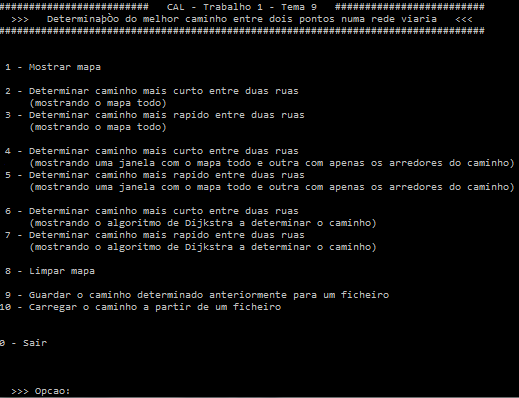 ######################### CAL - Trabalho 1 - Tema 9 #########################
>>> DeterminaþÒo do melhor caminho entre dois pontos numa rede viaria <<<
#################################################################################
1 - Mostrar mapa
2 - Determinar caminho mais curto entre duas ruas
(mostrando o mapa todo)
3 - Determinar caminho mais rapido entre duas ruas
(mostrando o mapa todo)
4 - Determinar caminho mais curto entre duas ruas
(mostrando uma janela com o mapa todo e outra com apenas os arredores do caminho)
5 - Determinar caminho mais rapido entre duas ruas
(mostrando uma janela com o mapa todo e outra com apenas os arredores do caminho)
6 - Determinar caminho mais curto entre duas ruas
(mostrando o algoritmo de Dijkstra a determinar o caminho)
7 - Determinar caminho mais rapido entre duas ruas
(mostrando o algoritmo de Dijkstra a determinar o caminho)
8 - Limpar mapa
9 - Guardar o caminho determinado anteriormente para um ficheiro
10 - Carregar o caminho a partir de um ficheiro
0 - Sair
>>> Opcao: